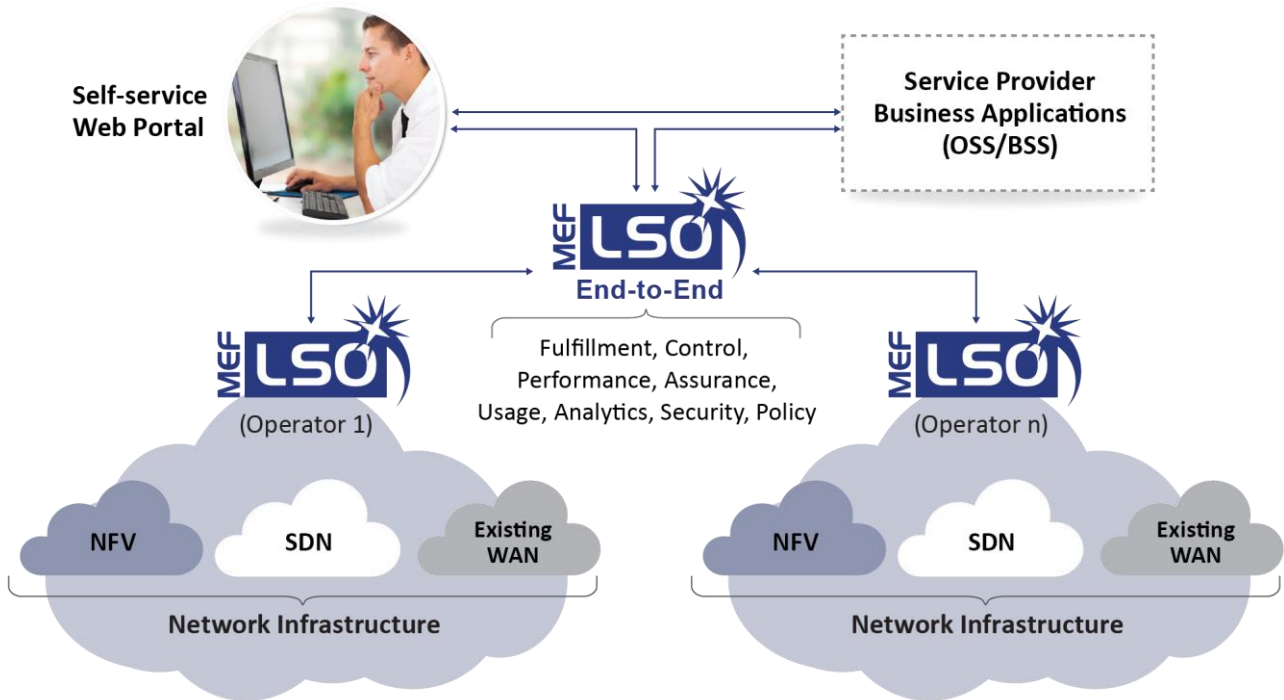 Self-service
Web Portal
Service Provider
Business Applications
(OSS/BSS)
MEF
LSO
End-to-End
Fulfillment, Control,
Performance, Assurance,
Usage, Analytics, Security, Policy
MEF
LSO
(Operator 1)
NFV
SDN
Existing
WAN
Network Infrastructure
MEF
LSO
(Operator n)
NFV
SDN
Existing
WAN
Network Infrastructure